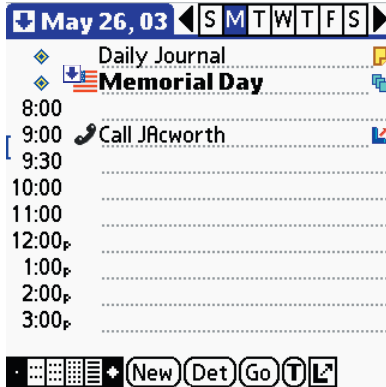 May 26, 03 S M T W T F S
Daily Journal
Memorial Day
8:00
9:00 Call JAcworth
9:30
10:00
11:00
12:00p
1:00p
2:00p
3:00p
New Det Go T